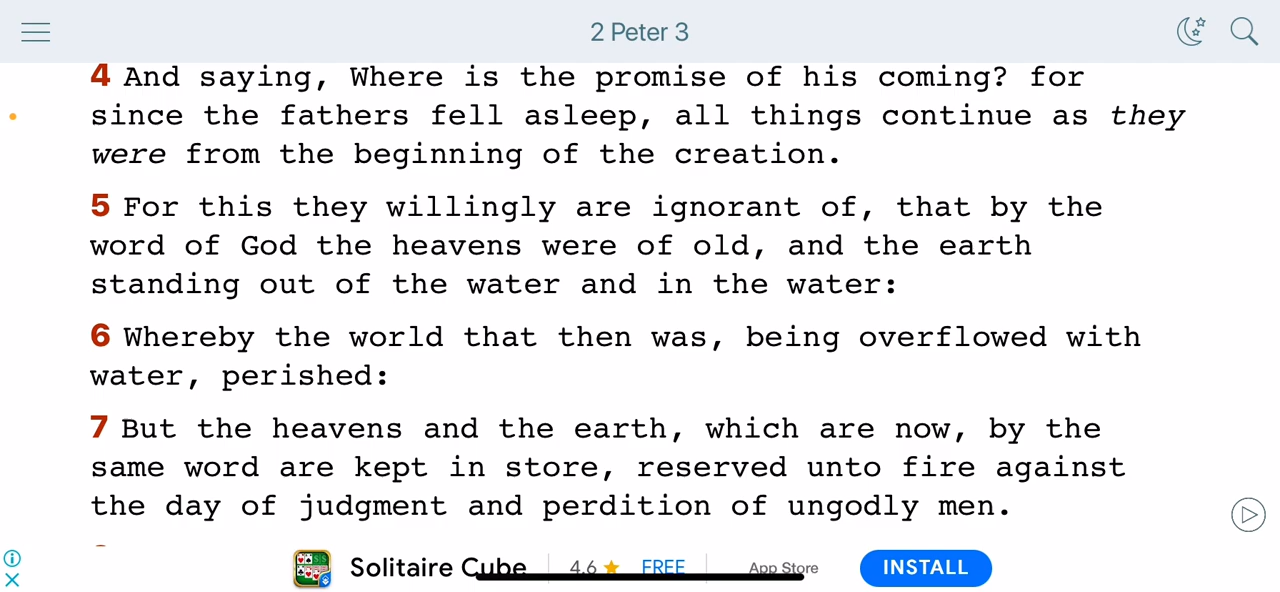 2 Peter 3
4 And saying, Where is the promise of his coming? for
since the fathers fell asleep, all things continue as they
were from the beginning of the creation.
5 For this they willingly are ignorant of, that by the
word of God the heavens were of old, and the earth
standing out of the water and in the water:
6 Whereby the world that then was, being overflowed with
water, perished:
7 But the heavens and the earth, which are now, by the
same word are kept in store, reserved unto fire against
the day of judgment and perdition of ungodly men.
Solitaire Cube 4.6 FREE App Store INSTALL